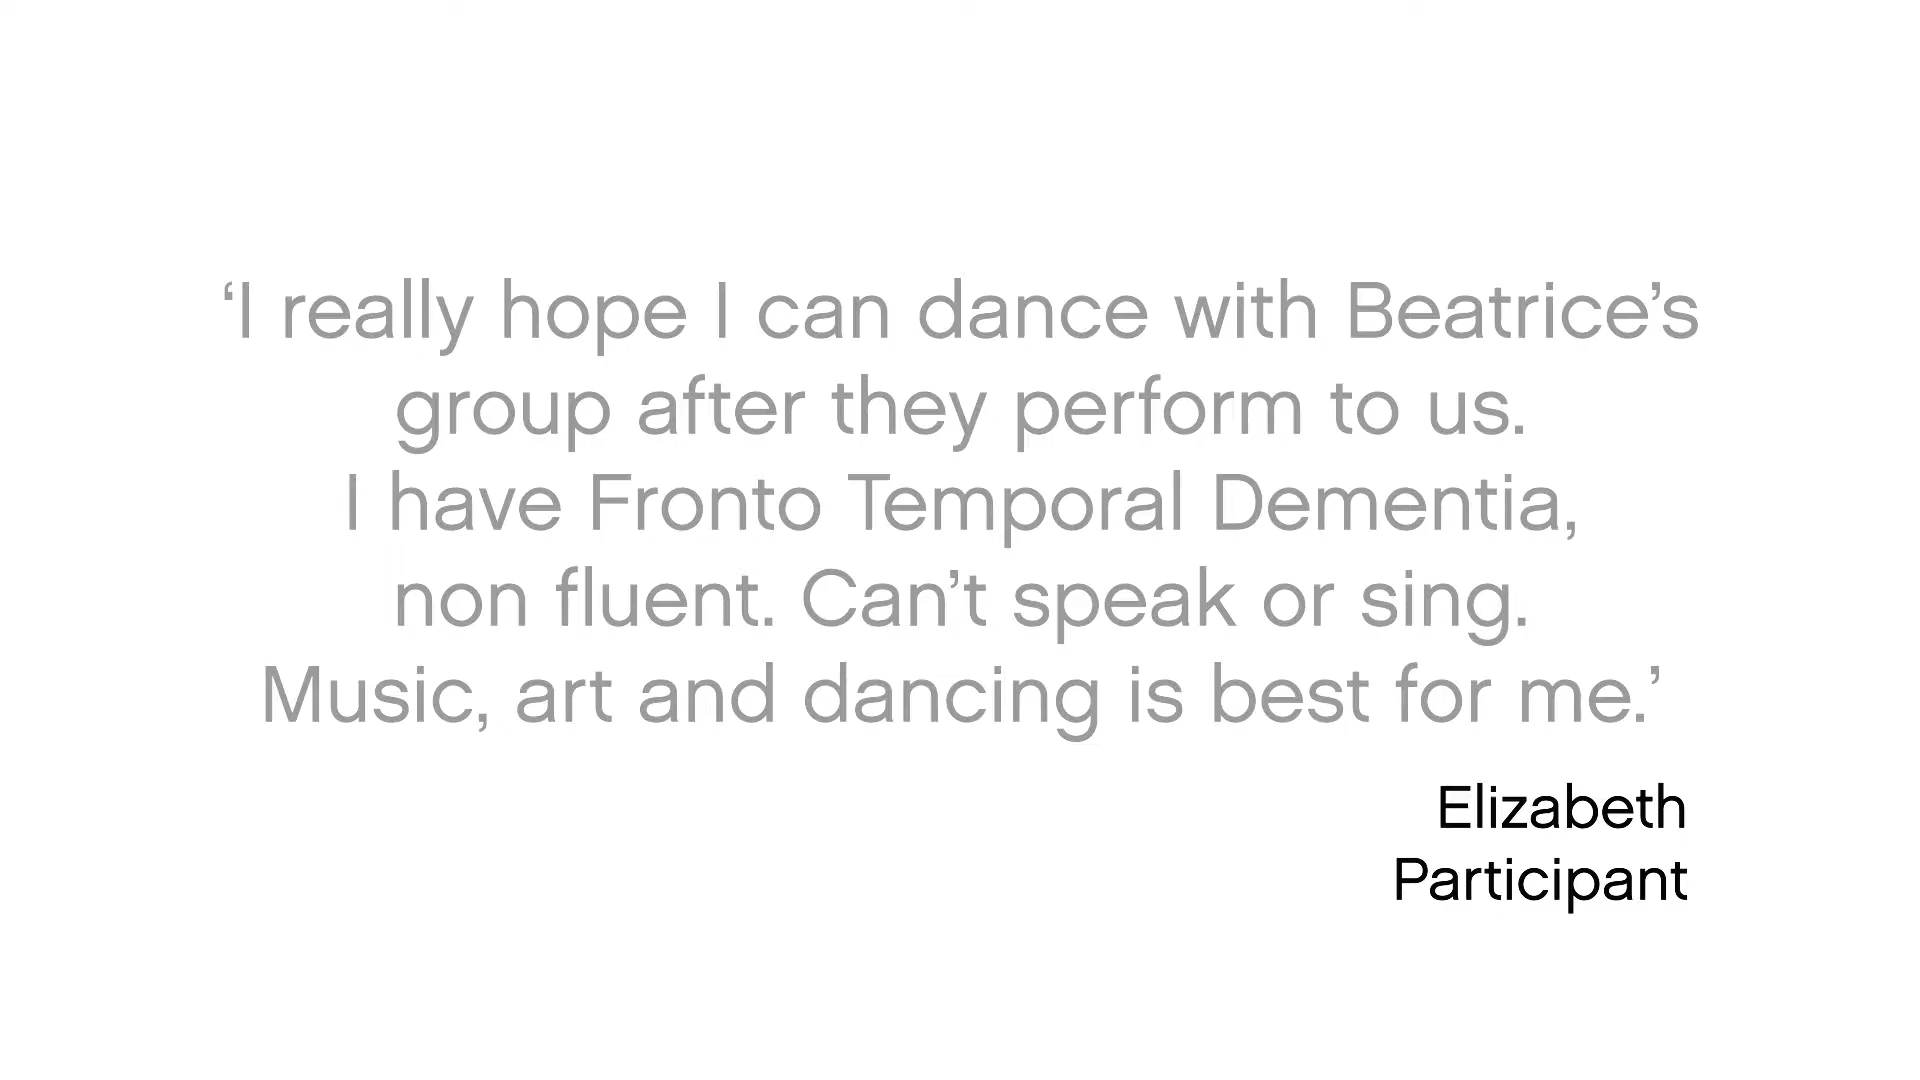 ‘I really hope I can dance with Beatrice’s
group after they perform to us.
I have Fronto Temporal Dementia,
non fluent. Can’t speak or sing.
Music, art and dancing is best for me.’
Elizabeth
Participant